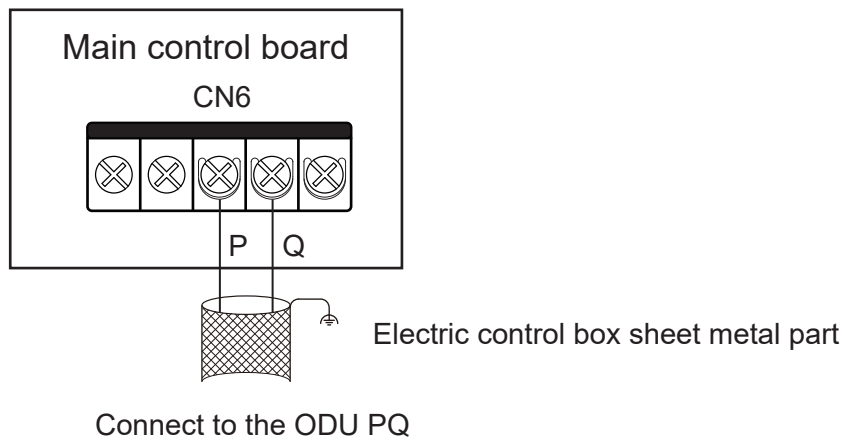 Main control board
CN6
P Q
Electric control box sheet metal part
Connect to the ODU PQ